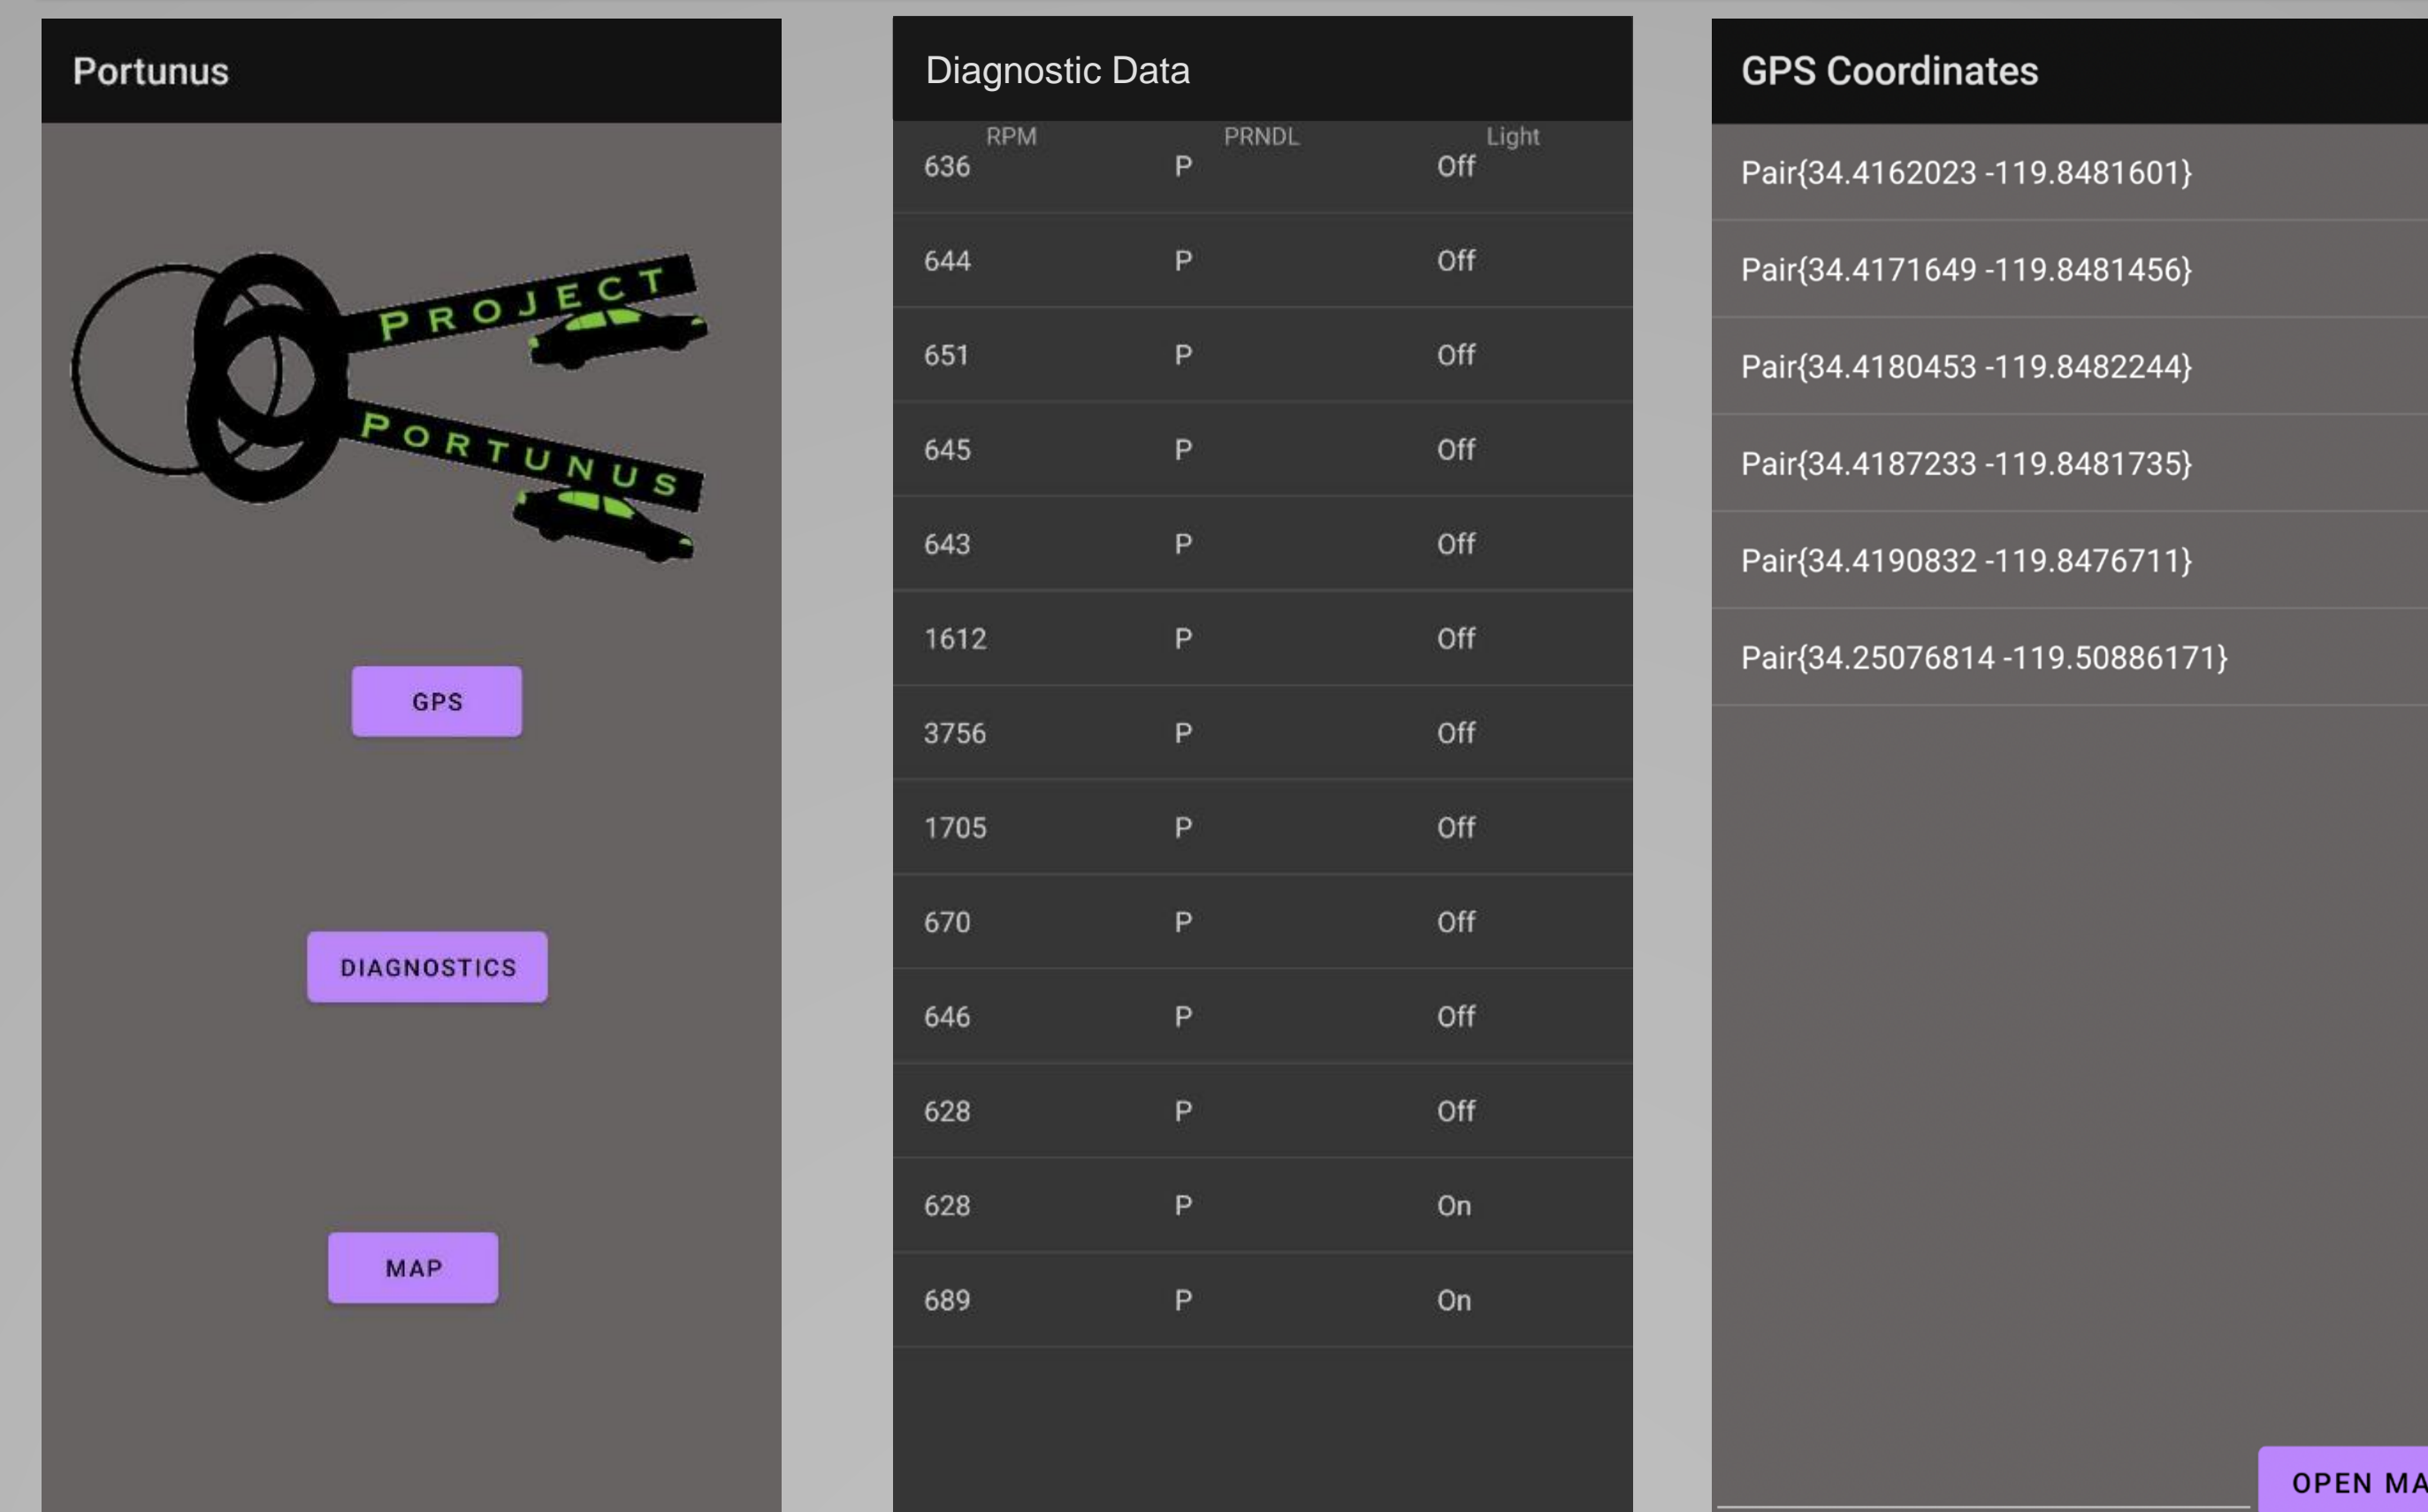 Portunus
PROJECT
PORTUNUS
GPS
DIAGNOSTICS
MAP
Diagnostic Data
RPM PRNDL Light
636 P Off
644 P Off
651 P Off
645 P Off
643 P Off
1612 P Off
3756 P Off
1705 P Off
670 P Off
646 P Off
628 P Off
628 P On
689 P On
GPS Coordinates
Pair{34.4162023 -119.8481601}
Pair{34.4171649 -119.8481456}
Pair{34.4180453 -119.8482244}
Pair{34.4187233 -119.8481735}
Pair{34.4190832 -119.8476711}
Pair{34.25076814 -119.50886171}
OPEN MA